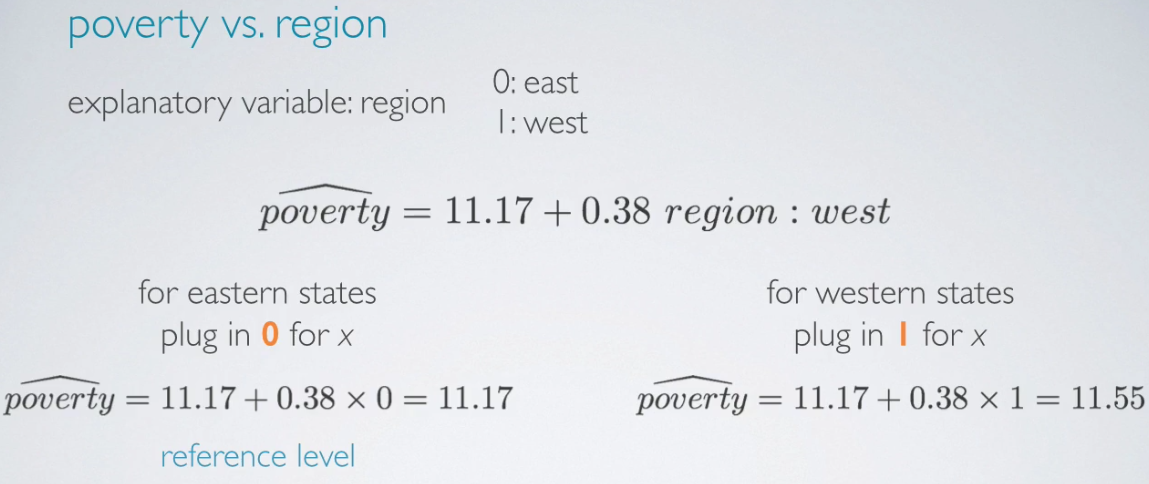 poverty vs. region
explanatory variable: region
0: east
1: west
\widehat{poverty} = 11.17 + 0.38 region : west
for eastern states
plug in 0 for x
\widehat{poverty} = 11.17 + 0.38 × 0 = 11.17
reference level
for western states
plug in 1 for x
\widehat{poverty} = 11.17 + 0.38 × 1 = 11.55